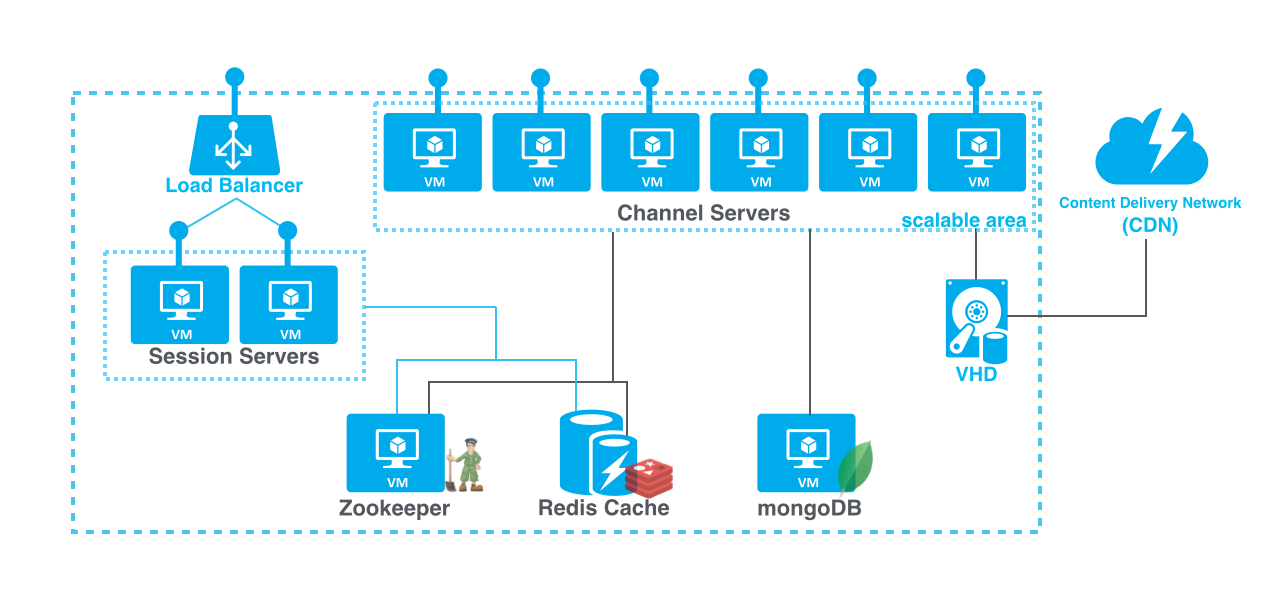 VM
VM
VM
VM
VM
VM
Load Balancer
Channel Servers
scalable area
Content Delivery Network
(CDN)
VM
VM
Session Servers
VHD
VM
VM
Zookeeper
Redis Cache
mongoDB